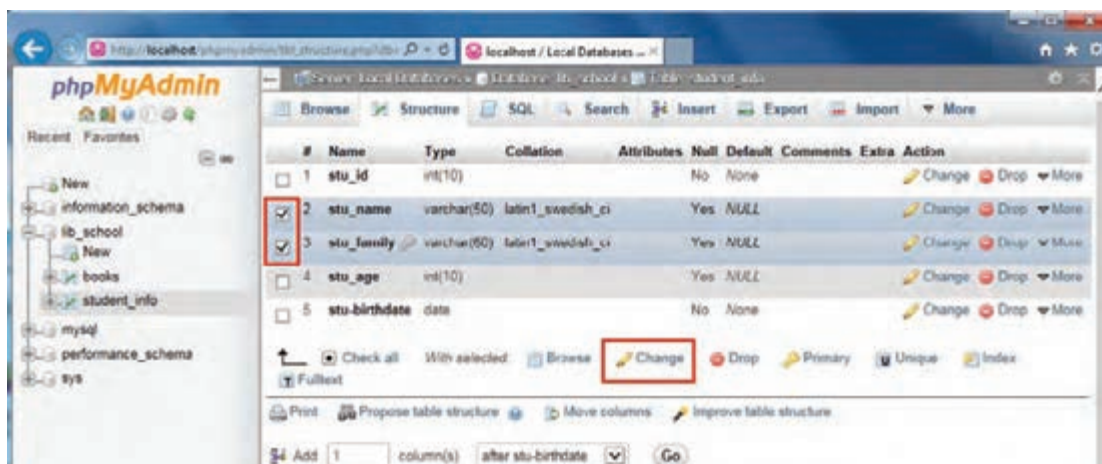 localhost
localhost / Local Databases ...
phpMyAdmin
Recent Favorites
New
information_schema
lib_school
New
books
student_info
mysql
performance_schema
sys
Browse Structure SQL Search Insert Export Import More
# Name Type Collation Attributes Null Default Comments Extra Action
1 stu_id int(10) No None Change Drop More
2 stu_name varchar(50) latin1_swedish_ci Yes NULL Change Drop More
3 stu_family varchar(60) latin1_swedish_ci Yes NULL Change Drop More
4 stu_age int(10) Yes NULL Change Drop More
5 stu-birthdate date No None Change Drop More
Check all With selected: Browse Change Drop Primary Unique Index
Fulltext
Print Propose table structure Move columns Improve table structure
Add 1 column(s) after stu-birthdate Go